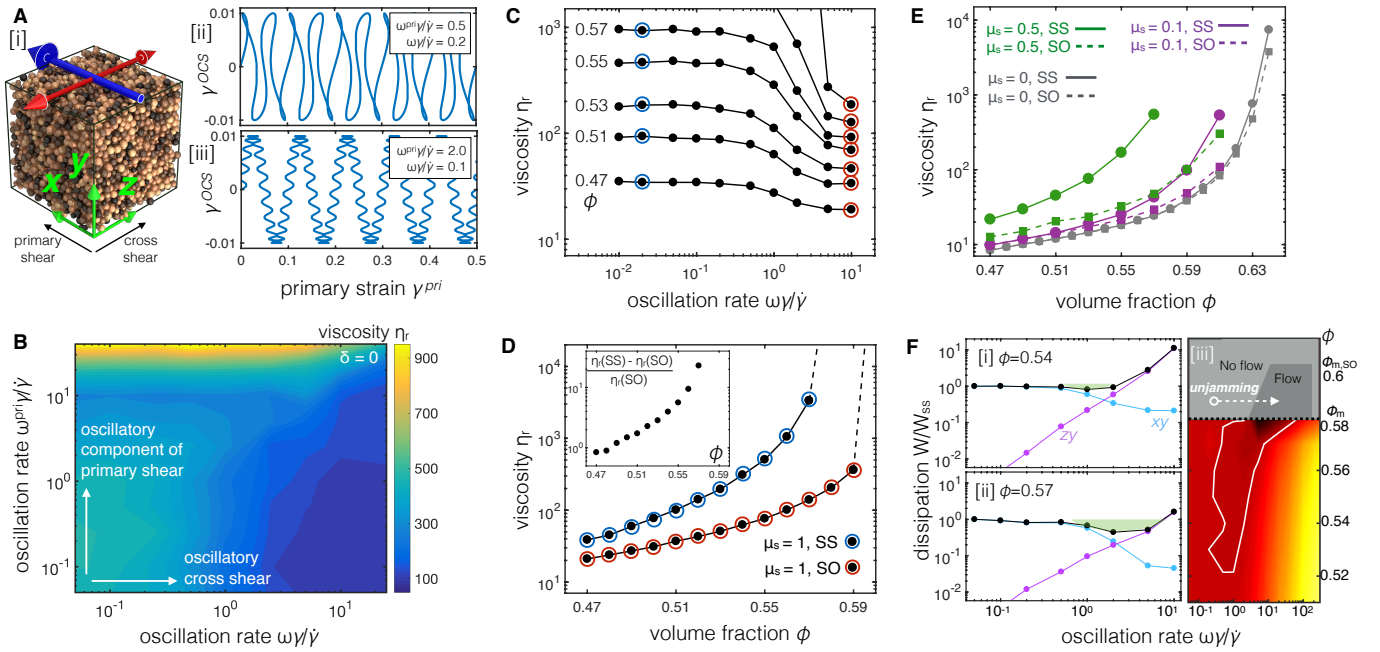 A
[i]
y
x
z
primary
shear
cross
shear
[ii]
ω^pri γ/γ̇ = 0.5
ωγ/γ̇ = 0.2
0.01
0
-0.01
γ^OCS
[iii]
ω^pri γ/γ̇ = 2.0
ωγ/γ̇ = 0.1
0.01
0
-0.01
γ^OCS
0 0.1 0.2 0.3 0.4 0.5
primary strain γ^pri
B
viscosity η_r
δ = 0
900
700
500
300
100
10^1
10^0
10^-1
oscillation rate ω^pri γ/γ̇
oscillatory
component of
primary shear
oscillatory
cross shear
10^-1 10^0 10^1
oscillation rate ωγ/γ̇
C
10^3
10^2
10^1
viscosity η_r
0.57
0.55
0.53
0.51
0.47
ϕ
10^-2 10^-1 10^0 10^1
oscillation rate ωγ/γ̇
D
10^4
10^3
10^2
10^1
viscosity η_r
η_r(SS) - η_r(SO)
η_r(SO)
10^1
10^0
0.47 0.51 0.53 0.57
ϕ
μ_s = 1, SS
μ_s = 1, SO
0.47 0.51 0.55 0.59
volume fraction ϕ
E
10^4
10^3
10^2
10^1
viscosity η_r
μ_s = 0.5, SS
μ_s = 0.5, SO
μ_s = 0.1, SS
μ_s = 0.1, SO
μ_s = 0, SS
μ_s = 0, SO
0.47 0.51 0.55 0.59 0.63
volume fraction ϕ
F
[i] ϕ=0.54
10^1
10^0
10^-1
10^-2
zy
xy
[ii] ϕ=0.57
10^1
10^0
10^-1
10^-2
dissipation W/W_SS
10^-1 10^0 10^1
[iii]
No flow
Flow
unjamming
ϕ
ϕ_m,SO
0.6
ϕ_m
0.58
0.56
0.54
0.52
10^-1 10^0 10^1 10^2
oscillation rate ωγ/γ̇